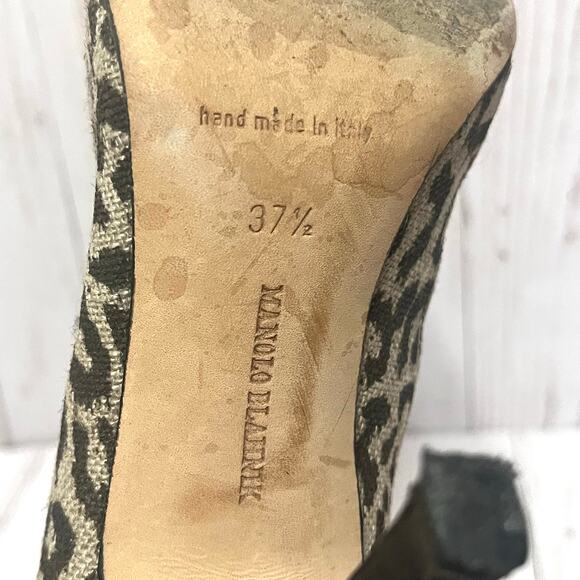 hand made in italy
37½
MANOLO BLAHNIK